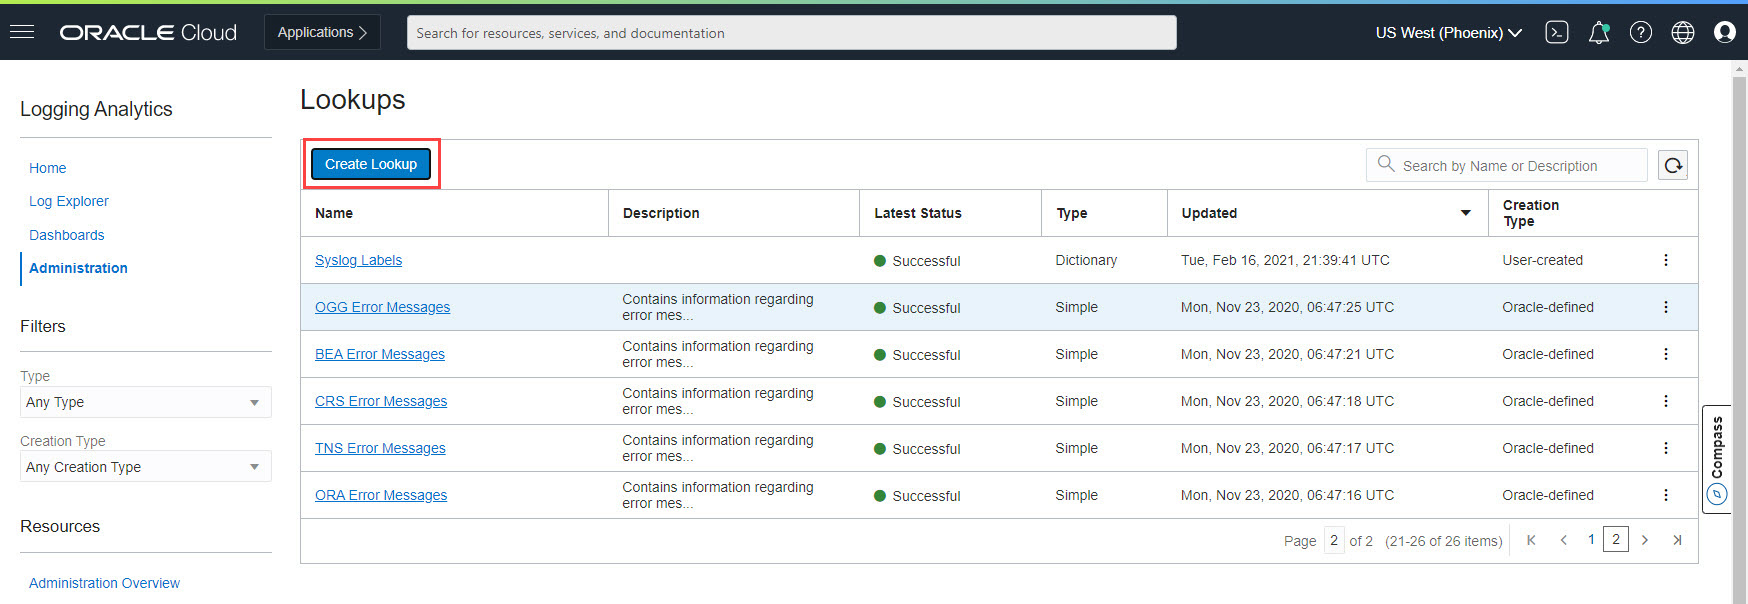 ORACLE Cloud Applications Search for resources, services, and documentation US West (Phoenix)
Logging Analytics
Home
Log Explorer
Dashboards
Administration
Filters
Type
Any Type
Creation Type
Any Creation Type
Resources
Administration Overview
Lookups
Create Lookup Search by Name or Description
Name Description Latest Status Type Updated Creation Type
Syslog Labels Successful Dictionary Tue, Feb 16, 2021, 21:39:41 UTC User-created
OGG Error Messages Contains information regarding error mes... Successful Simple Mon, Nov 23, 2020, 06:47:25 UTC Oracle-defined
BEA Error Messages Contains information regarding error mes... Successful Simple Mon, Nov 23, 2020, 06:47:21 UTC Oracle-defined
CRS Error Messages Contains information regarding error mes... Successful Simple Mon, Nov 23, 2020, 06:47:18 UTC Oracle-defined
TNS Error Messages Contains information regarding error mes... Successful Simple Mon, Nov 23, 2020, 06:47:17 UTC Oracle-defined
ORA Error Messages Contains information regarding error mes... Successful Simple Mon, Nov 23, 2020, 06:47:16 UTC Oracle-defined
Page 2 of 2 (21-26 of 26 items) 1 2
Compass